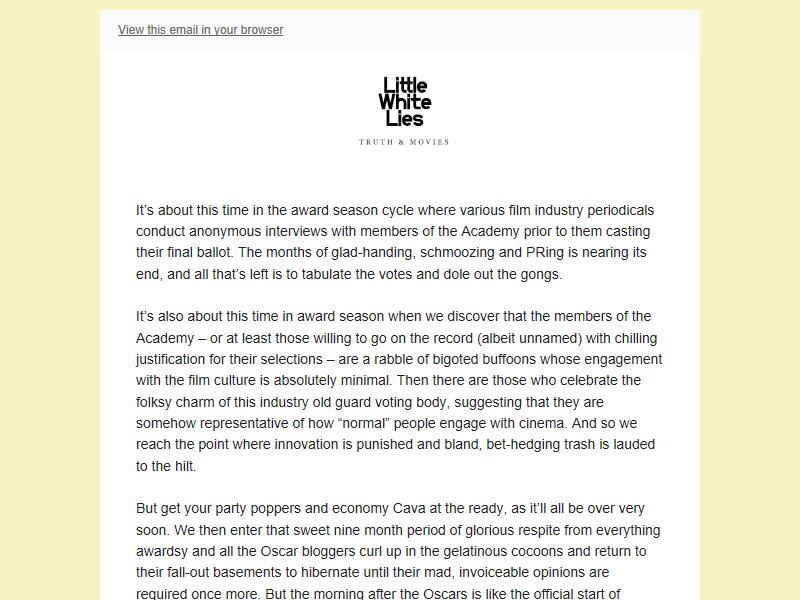 View this email in your browser
Little
White
Lies
TRUTH & MOVIES
It’s about this time in the award season cycle where various film industry periodicals
conduct anonymous interviews with members of the Academy prior to them casting
their final ballot. The months of glad-handing, schmoozing and PRing is nearing its
end, and all that’s left is to tabulate the votes and dole out the gongs.
It’s also about this time in award season when we discover that the members of the
Academy – or at least those willing to go on the record (albeit unnamed) with chilling
justification for their selections – are a rabble of bigoted buffoons whose engagement
with the film culture is absolutely minimal. Then there are those who celebrate the
folksy charm of this industry old guard voting body, suggesting that they are
somehow representative of how “normal” people engage with cinema. And so we
reach the point where innovation is punished and bland, bet-hedging trash is lauded
to the hilt.
But get your party poppers and economy Cava at the ready, as it’ll all be over very
soon. We then enter that sweet nine month period of glorious respite from everything
awardsy and all the Oscar bloggers curl up in the gelatinous cocoons and return to
their fall-out basements to hibernate until their mad, invoiceable opinions are
required once more. But the morning after the Oscars is like the official start of